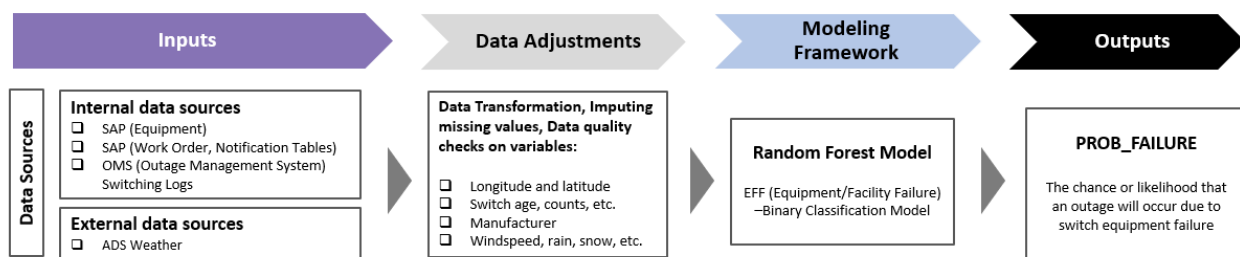 Inputs
Data Adjustments
Modeling
Framework
Outputs
Data Sources
Internal data sources
SAP (Equipment)
SAP (Work Order, Notification Tables)
OMS (Outage Management System)
Switching Logs
External data sources
ADS Weather
Data Transformation, Imputing
missing values, Data quality
checks on variables:
Longitude and latitude
Switch age, counts, etc.
Manufacturer
Windspeed, rain, snow, etc.
Random Forest Model
EFF (Equipment/Facility Failure)
–Binary Classification Model
PROB_FAILURE
The chance or likelihood that
an outage will occur due to
switch equipment failure